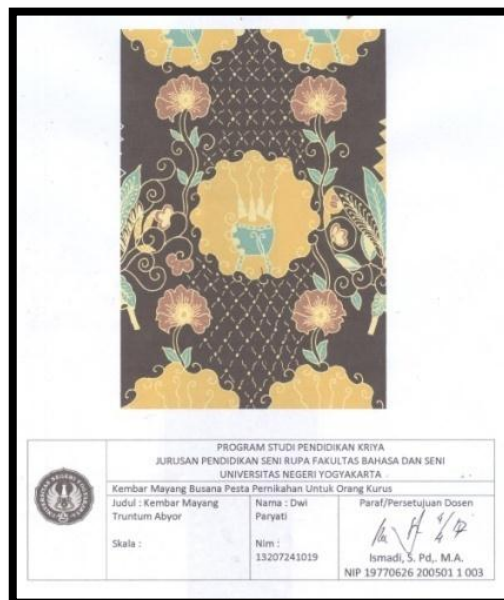 PROGRAM STUDI PENDIDIKAN KRIYA
JURUSAN PENDIDIKAN SENI RUPA FAKULTAS BAHASA DAN SENI
UNIVERSITAS NEGERI YOGYAKARTA
Kembar Mayang Busana Pesta Pernikahan Untuk Orang Kurus
Judul : Kembar Mayang
Truntum Abyor
Skala :
Nama : Dwi
Paryati
Nim :
13207241019
Paraf/Persetujuan Dosen
Ismadi, S. Pd,. M.A.
NIP 19770626 200501 1 003